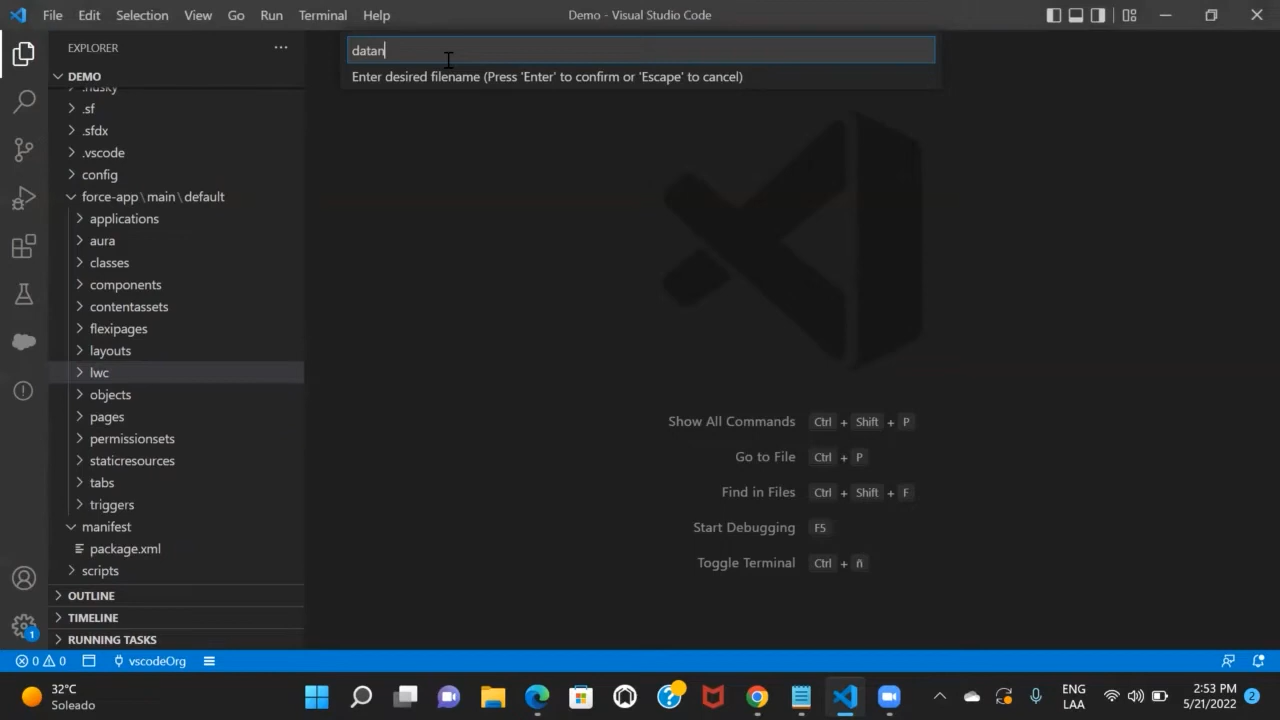 File Edit Selection View Go Run Terminal Help Demo - Visual Studio Code
EXPLORER
datan
Enter desired filename (Press 'Enter' to confirm or 'Escape' to cancel)
DEMO
.husky
.sf
.sfdx
.vscode
config
force-app\main\default
applications
aura
classes
components
contentassets
flexipages
layouts
lwc
objects
pages
permissionsets
staticresources
tabs
triggers
manifest
package.xml
scripts
OUTLINE
TIMELINE
RUNNING TASKS
Show All Commands Ctrl + Shift + P
Go to File Ctrl + P
Find in Files Ctrl + Shift + F
Start Debugging F5
Toggle Terminal Ctrl + ñ
1
0 0 vscodeOrg
32°C
Soleado
ENG
LAA
2:53 PM
5/21/2022
2